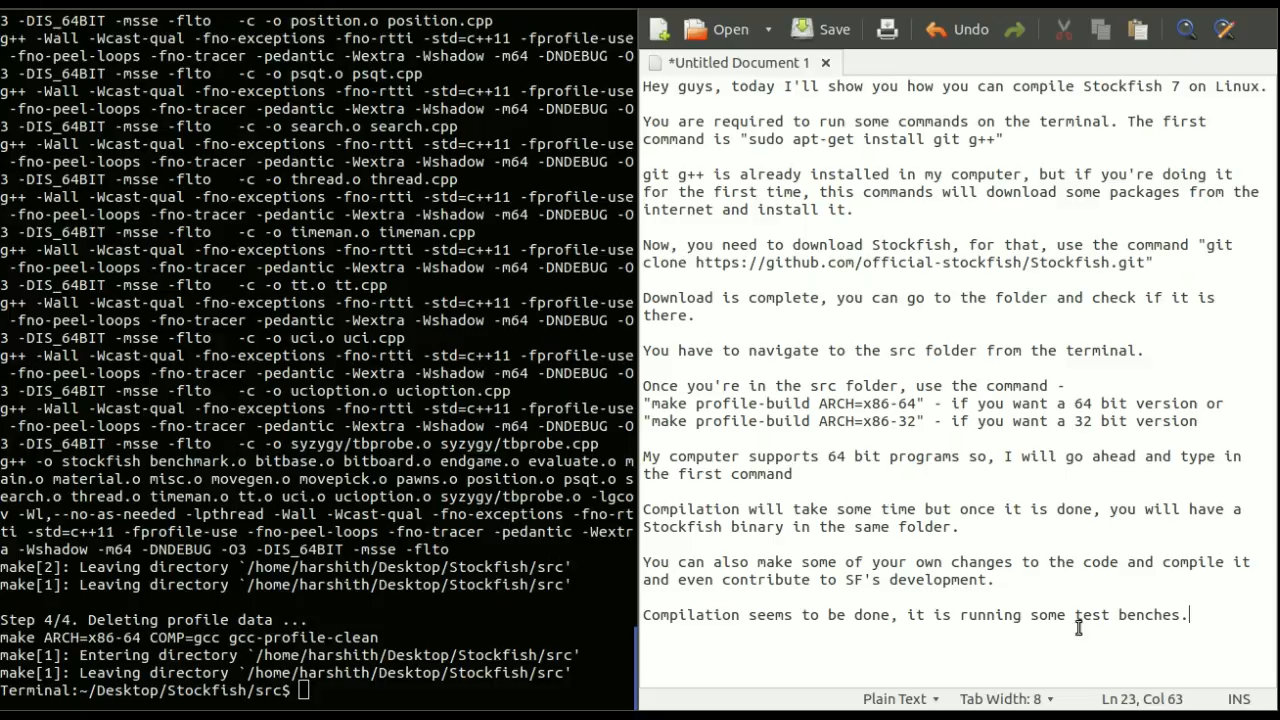 3 -DIS_64BIT -msse -flto   -c -o position.o position.cpp
g++ -Wall -Wcast-qual -fno-exceptions -fno-rtti -std=c++11 -fprofile-use
 -fno-peel-loops -fno-tracer -pedantic -Wextra -Wshadow -m64 -DNDEBUG -O
3 -DIS_64BIT -msse -flto   -c -o psqt.o psqt.cpp
g++ -Wall -Wcast-qual -fno-exceptions -fno-rtti -std=c++11 -fprofile-use
 -fno-peel-loops -fno-tracer -pedantic -Wextra -Wshadow -m64 -DNDEBUG -O
3 -DIS_64BIT -msse -flto   -c -o search.o search.cpp
g++ -Wall -Wcast-qual -fno-exceptions -fno-rtti -std=c++11 -fprofile-use
 -fno-peel-loops -fno-tracer -pedantic -Wextra -Wshadow -m64 -DNDEBUG -O
3 -DIS_64BIT -msse -flto   -c -o thread.o thread.cpp
g++ -Wall -Wcast-qual -fno-exceptions -fno-rtti -std=c++11 -fprofile-use
 -fno-peel-loops -fno-tracer -pedantic -Wextra -Wshadow -m64 -DNDEBUG -O
3 -DIS_64BIT -msse -flto   -c -o timeman.o timeman.cpp
g++ -Wall -Wcast-qual -fno-exceptions -fno-rtti -std=c++11 -fprofile-use
 -fno-peel-loops -fno-tracer -pedantic -Wextra -Wshadow -m64 -DNDEBUG -O
3 -DIS_64BIT -msse -flto   -c -o tt.o tt.cpp
g++ -Wall -Wcast-qual -fno-exceptions -fno-rtti -std=c++11 -fprofile-use
 -fno-peel-loops -fno-tracer -pedantic -Wextra -Wshadow -m64 -DNDEBUG -O
3 -DIS_64BIT -msse -flto   -c -o uci.o uci.cpp
g++ -Wall -Wcast-qual -fno-exceptions -fno-rtti -std=c++11 -fprofile-use
 -fno-peel-loops -fno-tracer -pedantic -Wextra -Wshadow -m64 -DNDEBUG -O
3 -DIS_64BIT -msse -flto   -c -o ucioption.o ucioption.cpp
g++ -Wall -Wcast-qual -fno-exceptions -fno-rtti -std=c++11 -fprofile-use
 -fno-peel-loops -fno-tracer -pedantic -Wextra -Wshadow -m64 -DNDEBUG -O
3 -DIS_64BIT -msse -flto   -c -o syzygy/tbprobe.o syzygy/tbprobe.cpp
g++ -o stockfish benchmark.o bitbase.o bitboard.o endgame.o evaluate.o m
ain.o material.o misc.o movegen.o movepick.o pawns.o position.o psqt.o s
earch.o thread.o timeman.o tt.o uci.o ucioption.o syzygy/tbprobe.o -lgco
v -Wl,--no-as-needed -lpthread -Wall -Wcast-qual -fno-exceptions -fno-rt
ti -std=c++11 -fprofile-use -fno-peel-loops -fno-tracer -pedantic -Wextr
a -Wshadow -m64 -DNDEBUG -O3 -DIS_64BIT -msse -flto
make[2]: Leaving directory `/home/harshith/Desktop/Stockfish/src'
make[1]: Leaving directory `/home/harshith/Desktop/Stockfish/src'
Step 4/4. Deleting profile data ...
make ARCH=x86-64 COMP=gcc gcc-profile-clean
make[1]: Entering directory `/home/harshith/Desktop/Stockfish/src'
make[1]: Leaving directory `/home/harshith/Desktop/Stockfish/src'
Terminal:~/Desktop/Stockfish/src$
Open Save Undo
*Untitled Document 1
Hey guys, today I'll show you how you can compile Stockfish 7 on Linux.
You are required to run some commands on the terminal. The first
command is "sudo apt-get install git g++"
git g++ is already installed in my computer, but if you're doing it
for the first time, this commands will download some packages from the
internet and install it.
Now, you need to download Stockfish, for that, use the command "git
clone https://github.com/official-stockfish/Stockfish.git"
Download is complete, you can go to the folder and check if it is
there.
You have to navigate to the src folder from the terminal.
Once you're in the src folder, use the command -
"make profile-build ARCH=x86-64" - if you want a 64 bit version or
"make profile-build ARCH=x86-32" - if you want a 32 bit version
My computer supports 64 bit programs so, I will go ahead and type in
the first command
Compilation will take some time but once it is done, you will have a
Stockfish binary in the same folder.
You can also make some of your own changes to the code and compile it
and even contribute to SF's development.
Compilation seems to be done, it is running some test benches.
Plain Text Tab Width: 8 Ln 23, Col 63 INS